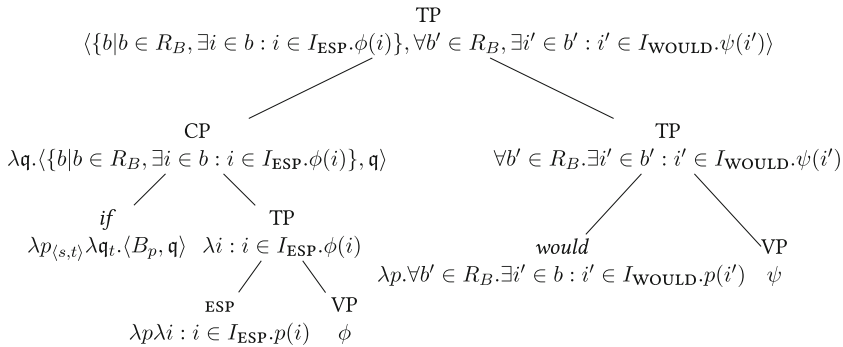 TP
⟨{b|b ∈ R_B, ∃i ∈ b : i ∈ I_ESP.ϕ(i)}, ∀b′ ∈ R_B, ∃i′ ∈ b′ : i′ ∈ I_WOULD.ψ(i′)⟩
CP TP
λ𝔮.⟨{b|b ∈ R_B, ∃i ∈ b : i ∈ I_ESP.ϕ(i)}, 𝔮⟩ ∀b′ ∈ R_B.∃i′ ∈ b′ : i′ ∈ I_WOULD.ψ(i′)
if TP would VP
λp_⟨s,t⟩λ𝔮_t.⟨B_p, 𝔮⟩ λi : i ∈ I_ESP.ϕ(i) λp.∀b′ ∈ R_B.∃i′ ∈ b : i′ ∈ I_WOULD.p(i′) ψ
ESP VP
λpλi : i ∈ I_ESP.p(i) ϕ